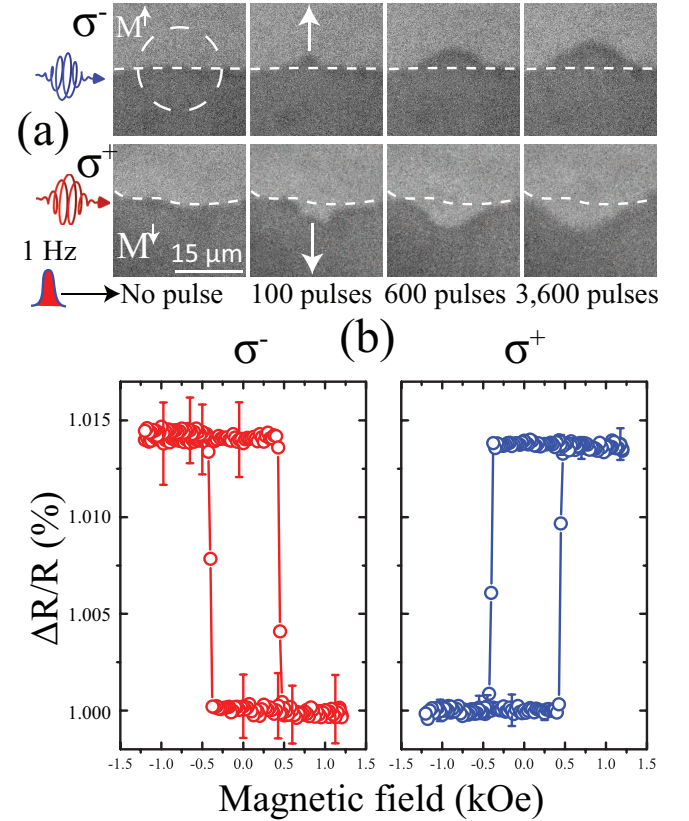 σ-
M↑
(a)
σ+
M↓
15 μm
1 Hz
No pulse 100 pulses 600 pulses 3,600 pulses
(b)
σ- σ+
1.015
1.010
1.005
1.000
ΔR/R (%)
-1.5 -1.0 -0.5 0.0 0.5 1.0 1.5 -1.5 -1.0 -0.5 0.0 0.5 1.0 1.5
Magnetic field (kOe)